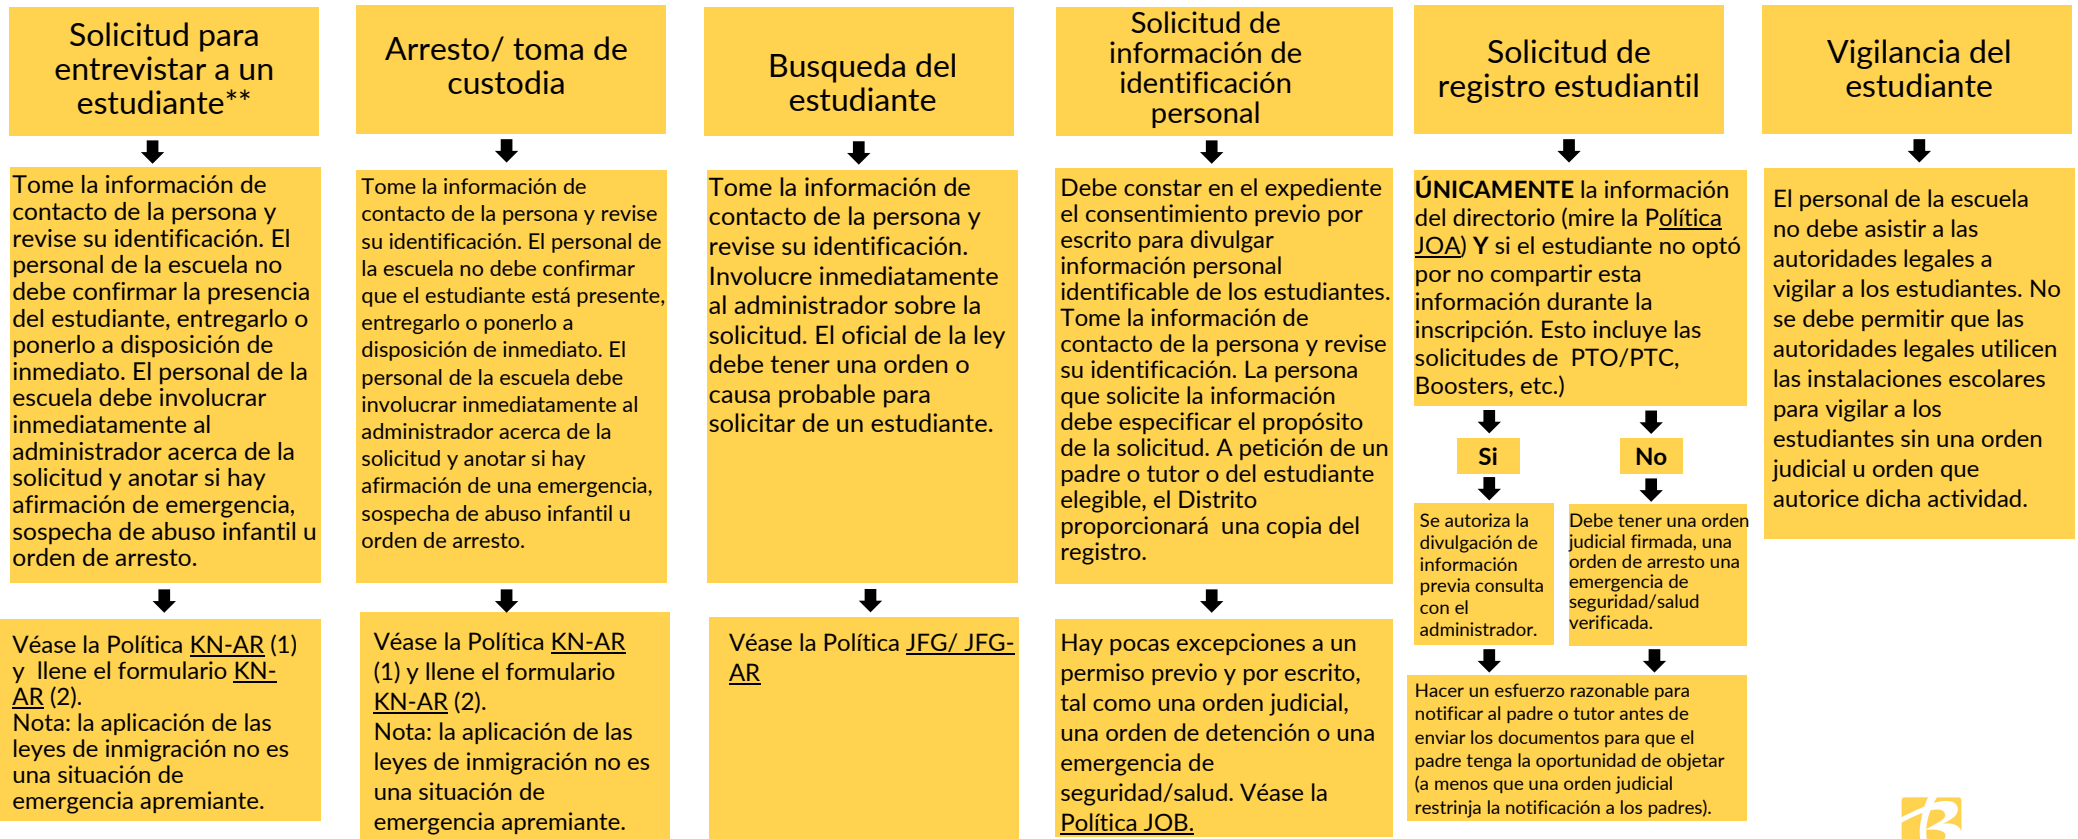 Solicitud para
entrevistar a un
estudiante**
Tome la información de
contacto de la persona y
revise su identificación. El
personal de la escuela no
debe confirmar la presencia
del estudiante, entregarlo o
ponerlo a disposición de
inmediato. El personal de la
escuela debe involucrar
inmediatamente al
administrador acerca de la
solicitud y anotar si hay
afirmación de emergencia,
sospecha de abuso infantil u
orden de arresto.
Véase la Política KN-AR (1)
y llene el formulario KN-
AR (2).
Nota: la aplicación de las
leyes de inmigración no es
una situación de
emergencia apremiante.
Arresto/ toma de
custodia
Tome la información de
contacto de la persona y revise
su identificación. El personal de
la escuela no debe confirmar
que el estudiante está presente,
entregarlo o ponerlo a
disposición de inmediato. El
personal de la escuela debe
involucrar inmediatamente al
administrador acerca de la
solicitud y anotar si hay
afirmación de una emergencia,
sospecha de abuso infantil u
orden de arresto.
Véase la Política KN-AR
(1) y llene el formulario
KN-AR (2).
Nota: la aplicación de las
leyes de inmigración no es
una situación de
emergencia apremiante.
Busqueda del
estudiante
Tome la información de
contacto de la persona y
revise su identificación.
Involucre inmediatamente
al administrador sobre la
solicitud. El oficial de la ley
debe tener una orden o
causa probable para
solicitar de un estudiante.
Véase la Política JFG/ JFG-
AR
Solicitud de
información de
identificación
personal
Debe constar en el expediente
el consentimiento previo por
escrito para divulgar
información personal
identificable de los estudiantes.
Tome la información de
contacto de la persona y revise
su identificación. La persona
que solicite la información
debe especificar el propósito
de la solicitud. A petición de un
padre o tutor o del estudiante
elegible, el Distrito
proporcionará una copia del
registro.
Hay pocas excepciones a un
permiso previo y por escrito,
tal como una orden judicial,
una orden de detención o una
emergencia de
seguridad/salud. Véase la
Política JOB.
Solicitud de
registro estudiantil
ÚNICAMENTE la información
del directorio (mire la Política
JOA) Y si el estudiante no optó
por no compartir esta
información durante la
inscripción. Esto incluye las
solicitudes de PTO/PTC,
Boosters, etc.)
Si
Se autoriza la
divulgación de
información
previa consulta
con el
administrador.
No
Debe tener una orden
judicial firmada, una
orden de arresto una
emergencia de
seguridad/salud
verificada.
Hacer un esfuerzo razonable para
notificar al padre o tutor antes de
enviar los documentos para que el
padre tenga la oportunidad de objetar
(a menos que una orden judicial
restrinja la notificación a los padres).
Vigilancia del
estudiante
El personal de la escuela
no debe asistir a las
autoridades legales a
vigilar a los estudiantes. No
se debe permitir que las
autoridades legales utilicen
las instalaciones escolares
para vigilar a los
estudiantes sin una orden
judicial u orden que
autorice dicha actividad.